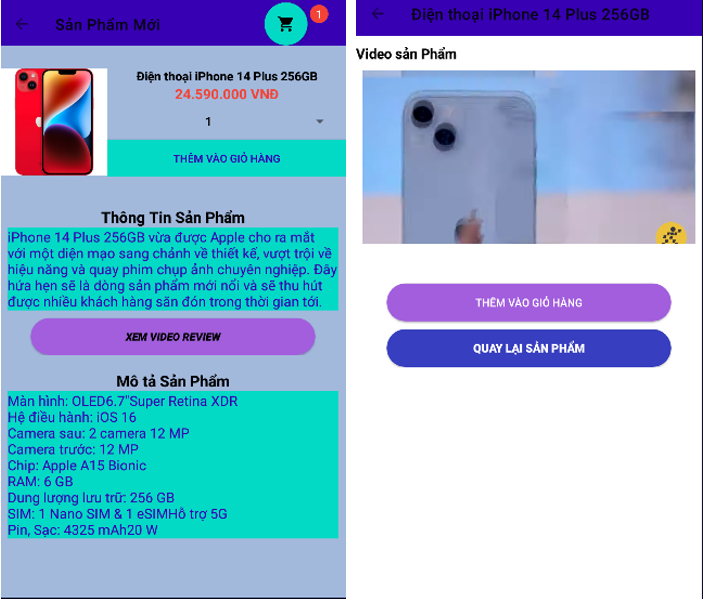 Sản Phẩm Mới
1
Điện thoại iPhone 14 Plus 256GB
24.590.000 VNĐ
1
THÊM VÀO GIỎ HÀNG
Thông Tin Sản Phẩm
iPhone 14 Plus 256GB vừa được Apple cho ra mắt
với một diện mạo sang chảnh về thiết kế, vượt trội về
hiệu năng và quay phim chụp ảnh chuyên nghiệp. Đây
hứa hẹn sẽ là dòng sản phẩm mới nổi và sẽ thu hút
được nhiều khách hàng săn đón trong thời gian tới.
XEM VIDEO REVIEW
Mô tả Sản Phẩm
Màn hình: OLED6.7"Super Retina XDR
Hệ điều hành: iOS 16
Camera sau: 2 camera 12 MP
Camera trước: 12 MP
Chip: Apple A15 Bionic
RAM: 6 GB
Dung lượng lưu trữ: 256 GB
SIM: 1 Nano SIM & 1 eSIMHỗ trợ 5G
Pin, Sạc: 4325 mAh20 W
Điện thoại iPhone 14 Plus 256GB
Video sản Phẩm
THÊM VÀO GIỎ HÀNG
QUAY LẠI SẢN PHẨM